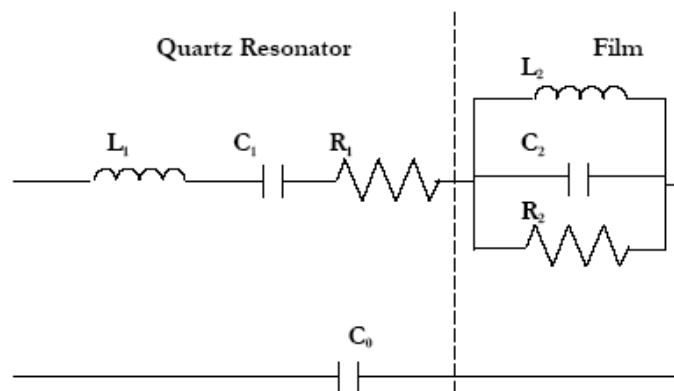 Quartz Resonator
Film
L₂
L₁
C₁
R₁
C₂
R₂
C₀